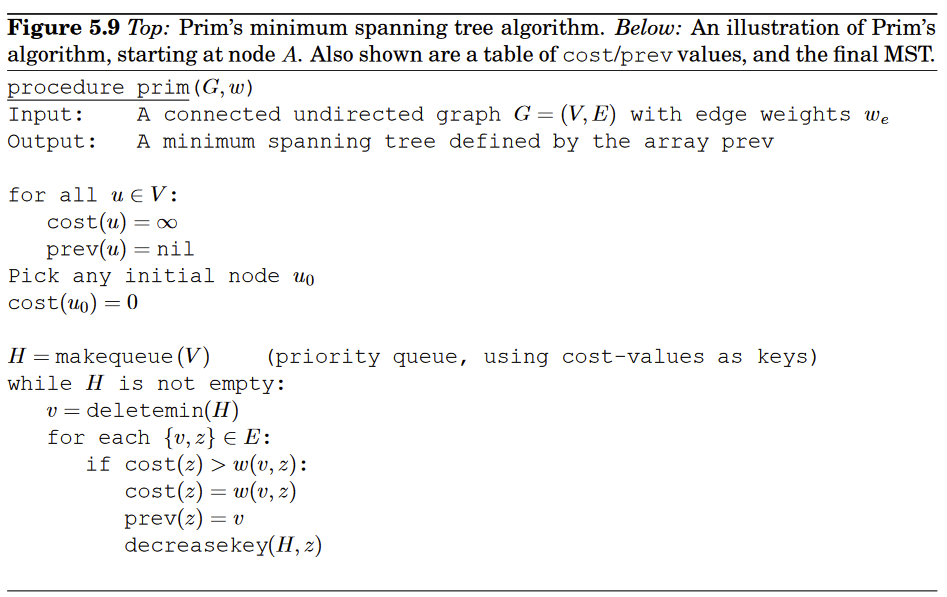 Figure 5.9 Top: Prim's minimum spanning tree algorithm. Below: An illustration of Prim's
algorithm, starting at node A. Also shown are a table of cost/prev values, and the final MST.
procedure prim(G, w)
Input: A connected undirected graph G = (V, E) with edge weights wₑ
Output: A minimum spanning tree defined by the array prev
for all u ∈ V:
cost(u) = ∞
prev(u) = nil
Pick any initial node u₀
cost(u₀) = 0
H = makequeue(V) (priority queue, using cost-values as keys)
while H is not empty:
v = deletemin(H)
for each {v, z} ∈ E:
if cost(z) > w(v, z):
cost(z) = w(v, z)
prev(z) = v
decreasekey(H, z)